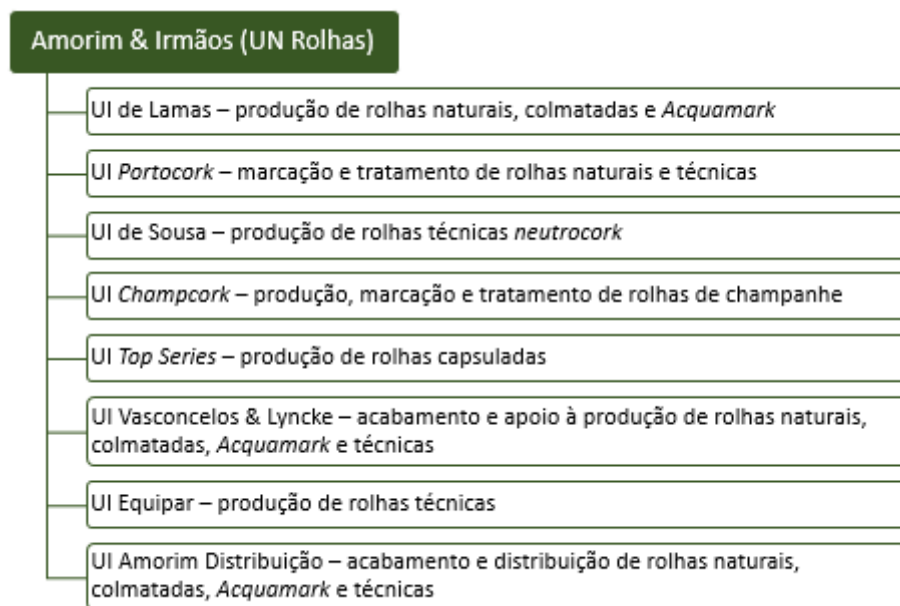 Amorim & Irmãos (UN Rolhas)
UI de Lamas – produção de rolhas naturais, colmatadas e Acquamark
UI Portocork – marcação e tratamento de rolhas naturais e técnicas
UI de Sousa – produção de rolhas técnicas neutrocork
UI Champcork – produção, marcação e tratamento de rolhas de champanhe
UI Top Series – produção de rolhas capsuladas
UI Vasconcelos & Lyncke – acabamento e apoio à produção de rolhas naturais,
colmatadas, Acquamark e técnicas
UI Equipar – produção de rolhas técnicas
UI Amorim Distribuição – acabamento e distribuição de rolhas naturais,
colmatadas, Acquamark e técnicas